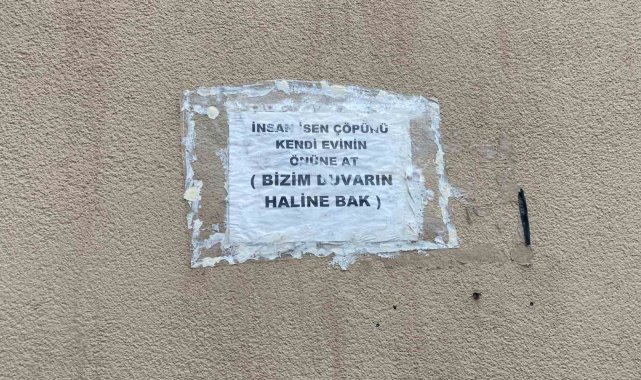 İNSAN İSEN ÇÖPÜNÜ
KENDİ EVİNİN
ÖNÜNE AT
( BİZİM DUVARIN
HALİNE BAK )